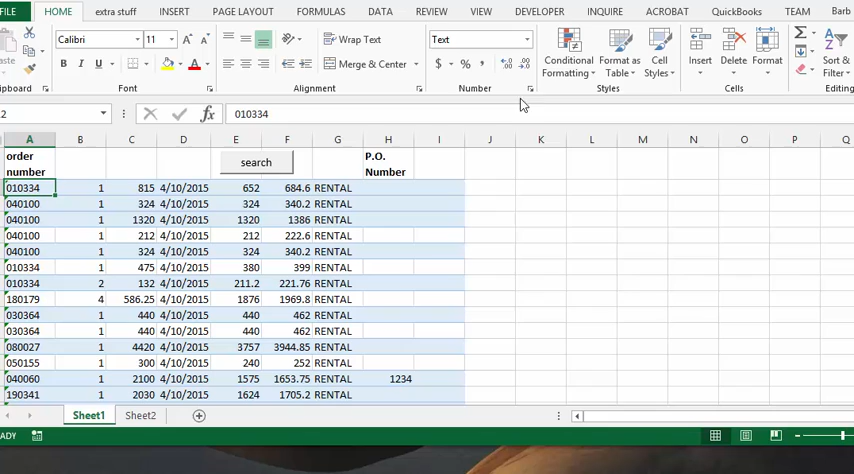 FILE HOME extra stuff INSERT PAGE LAYOUT FORMULAS DATA REVIEW VIEW DEVELOPER INQUIRE ACROBAT QuickBooks TEAM Barb
Calibri 11 A A Wrap Text Text Conditional Format as Cell Insert Delete Format Sort &
B I U A Merge & Center $ % , .00 Formatting Table Styles Filter
Clipboard Font Alignment Number Styles Cells Editing
fx 010334
A B C D E F G H I J K L M N O P Q
order search P.O.
number Number
010334 1 815 4/10/2015 652 684.6 RENTAL
040100 1 324 4/10/2015 324 340.2 RENTAL
040100 1 1320 4/10/2015 1320 1386 RENTAL
040100 1 212 4/10/2015 212 222.6 RENTAL
040100 1 324 4/10/2015 324 340.2 RENTAL
010334 1 475 4/10/2015 380 399 RENTAL
010334 2 132 4/10/2015 211.2 221.76 RENTAL
180179 4 586.25 4/10/2015 1876 1969.8 RENTAL
030364 1 440 4/10/2015 440 462 RENTAL
030364 1 440 4/10/2015 440 462 RENTAL
080027 1 4420 4/10/2015 3757 3944.85 RENTAL
050155 1 300 4/10/2015 240 252 RENTAL
040060 1 2100 4/10/2015 1575 1653.75 RENTAL 1234
190341 1 2030 4/10/2015 1624 1705.2 RENTAL
Sheet1 Sheet2
ADY